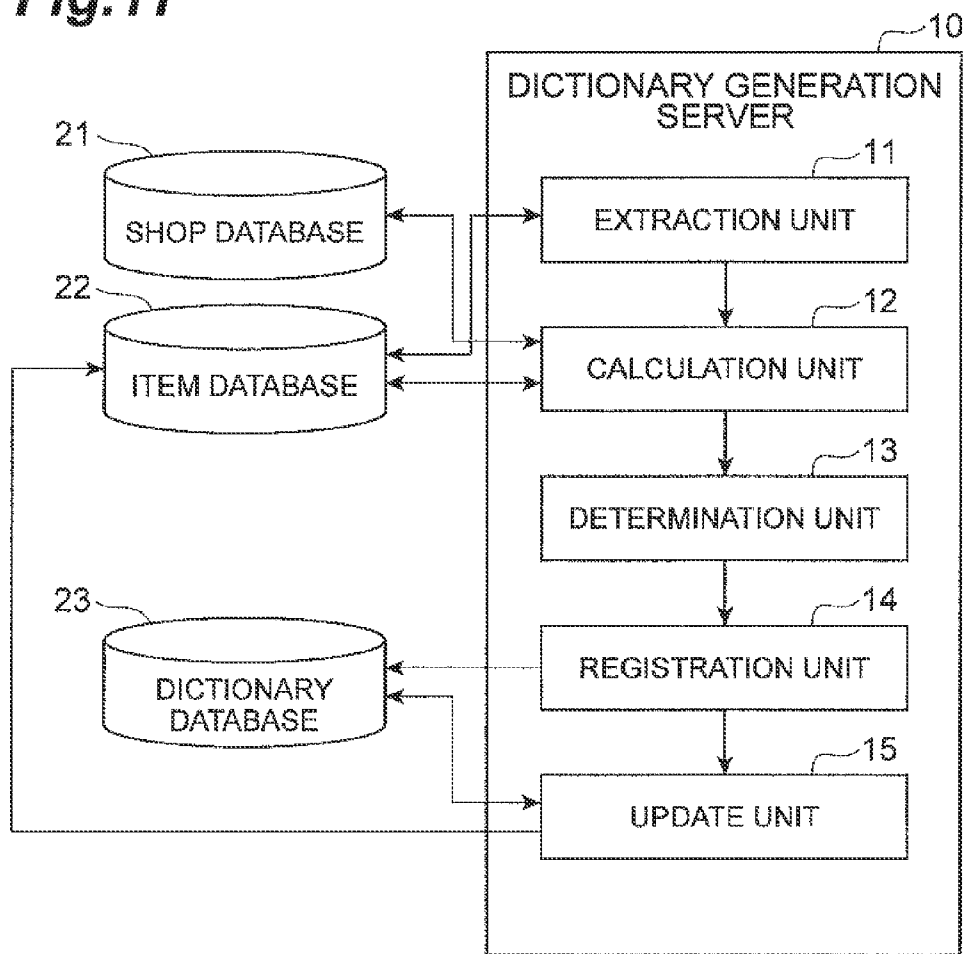 Fig.11
10
DICTIONARY GENERATION
SERVER
21
SHOP DATABASE
11
EXTRACTION UNIT
22
ITEM DATABASE
12
CALCULATION UNIT
13
DETERMINATION UNIT
23
DICTIONARY
DATABASE
14
REGISTRATION UNIT
15
UPDATE UNIT